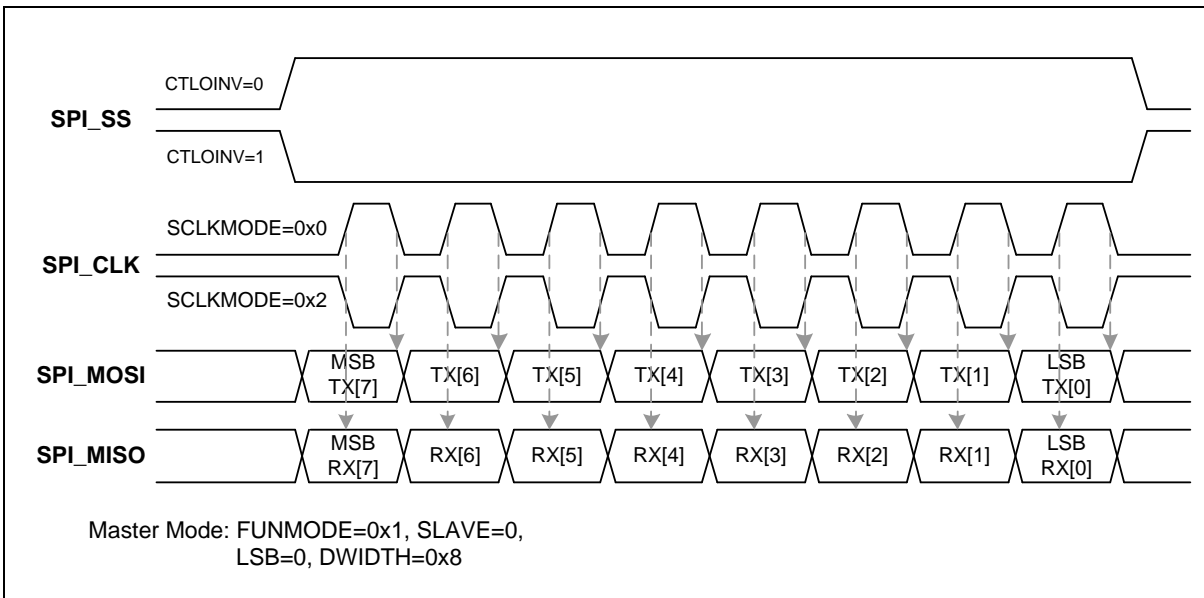 CTLOINV=0
SPI_SS
CTLOINV=1
SCLKMODE=0x0
SPI_CLK
SCLKMODE=0x2
SPI_MOSI
MSB TX[7] TX[6] TX[5] TX[4] TX[3] TX[2] TX[1] LSB TX[0]
SPI_MISO
MSB RX[7] RX[6] RX[5] RX[4] RX[3] RX[2] RX[1] LSB RX[0]
Master Mode: FUNMODE=0x1, SLAVE=0,
LSB=0, DWIDTH=0x8